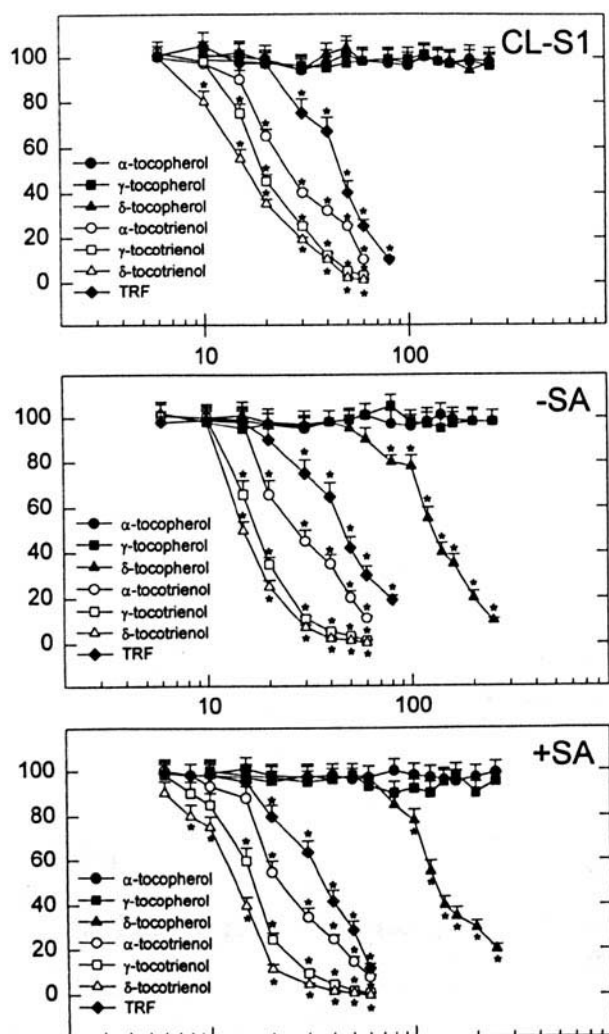 CL-S1
100
80
60
40
20
0
α-tocopherol
γ-tocopherol
δ-tocopherol
α-tocotrienol
γ-tocotrienol
δ-tocotrienol
TRF
10 100
-SA
100
80
60
40
20
0
α-tocopherol
γ-tocopherol
δ-tocopherol
α-tocotrienol
γ-tocotrienol
δ-tocotrienol
TRF
10 100
+SA
100
80
60
40
20
0
α-tocopherol
γ-tocopherol
δ-tocopherol
α-tocotrienol
γ-tocotrienol
δ-tocotrienol
TRF